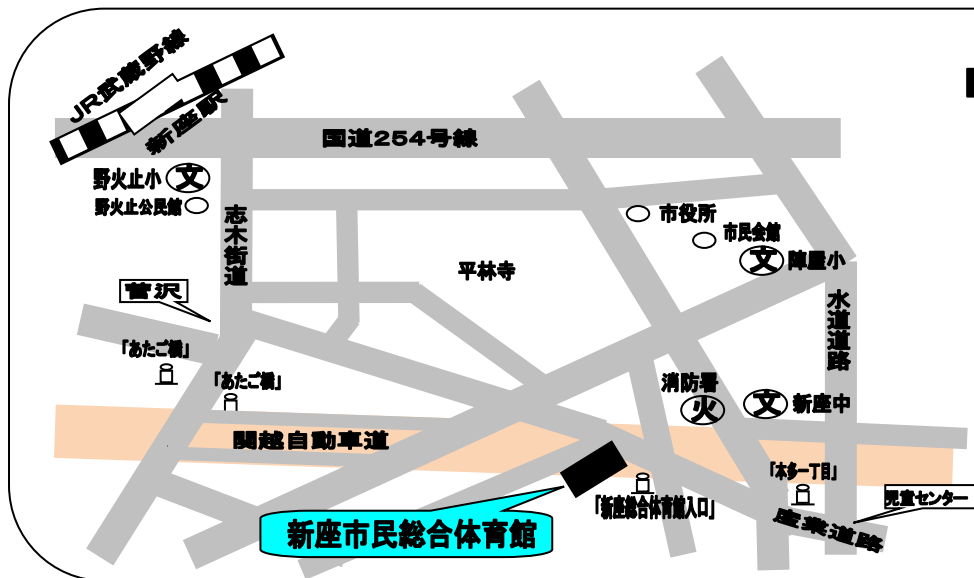 JR武蔵野線
新座駅
国道254号線
野火止小
文
野火止公民館
志木街道
市役所
市民会館
文
陣屋小
平林寺
菅沢
水道道路
「あたご橋」
「あたご橋」
消防署
火
文
新座中
関越自動車道
「本多一丁目」
「新座総合体育館入口」
児童センター
新座市民総合体育館
産業道路